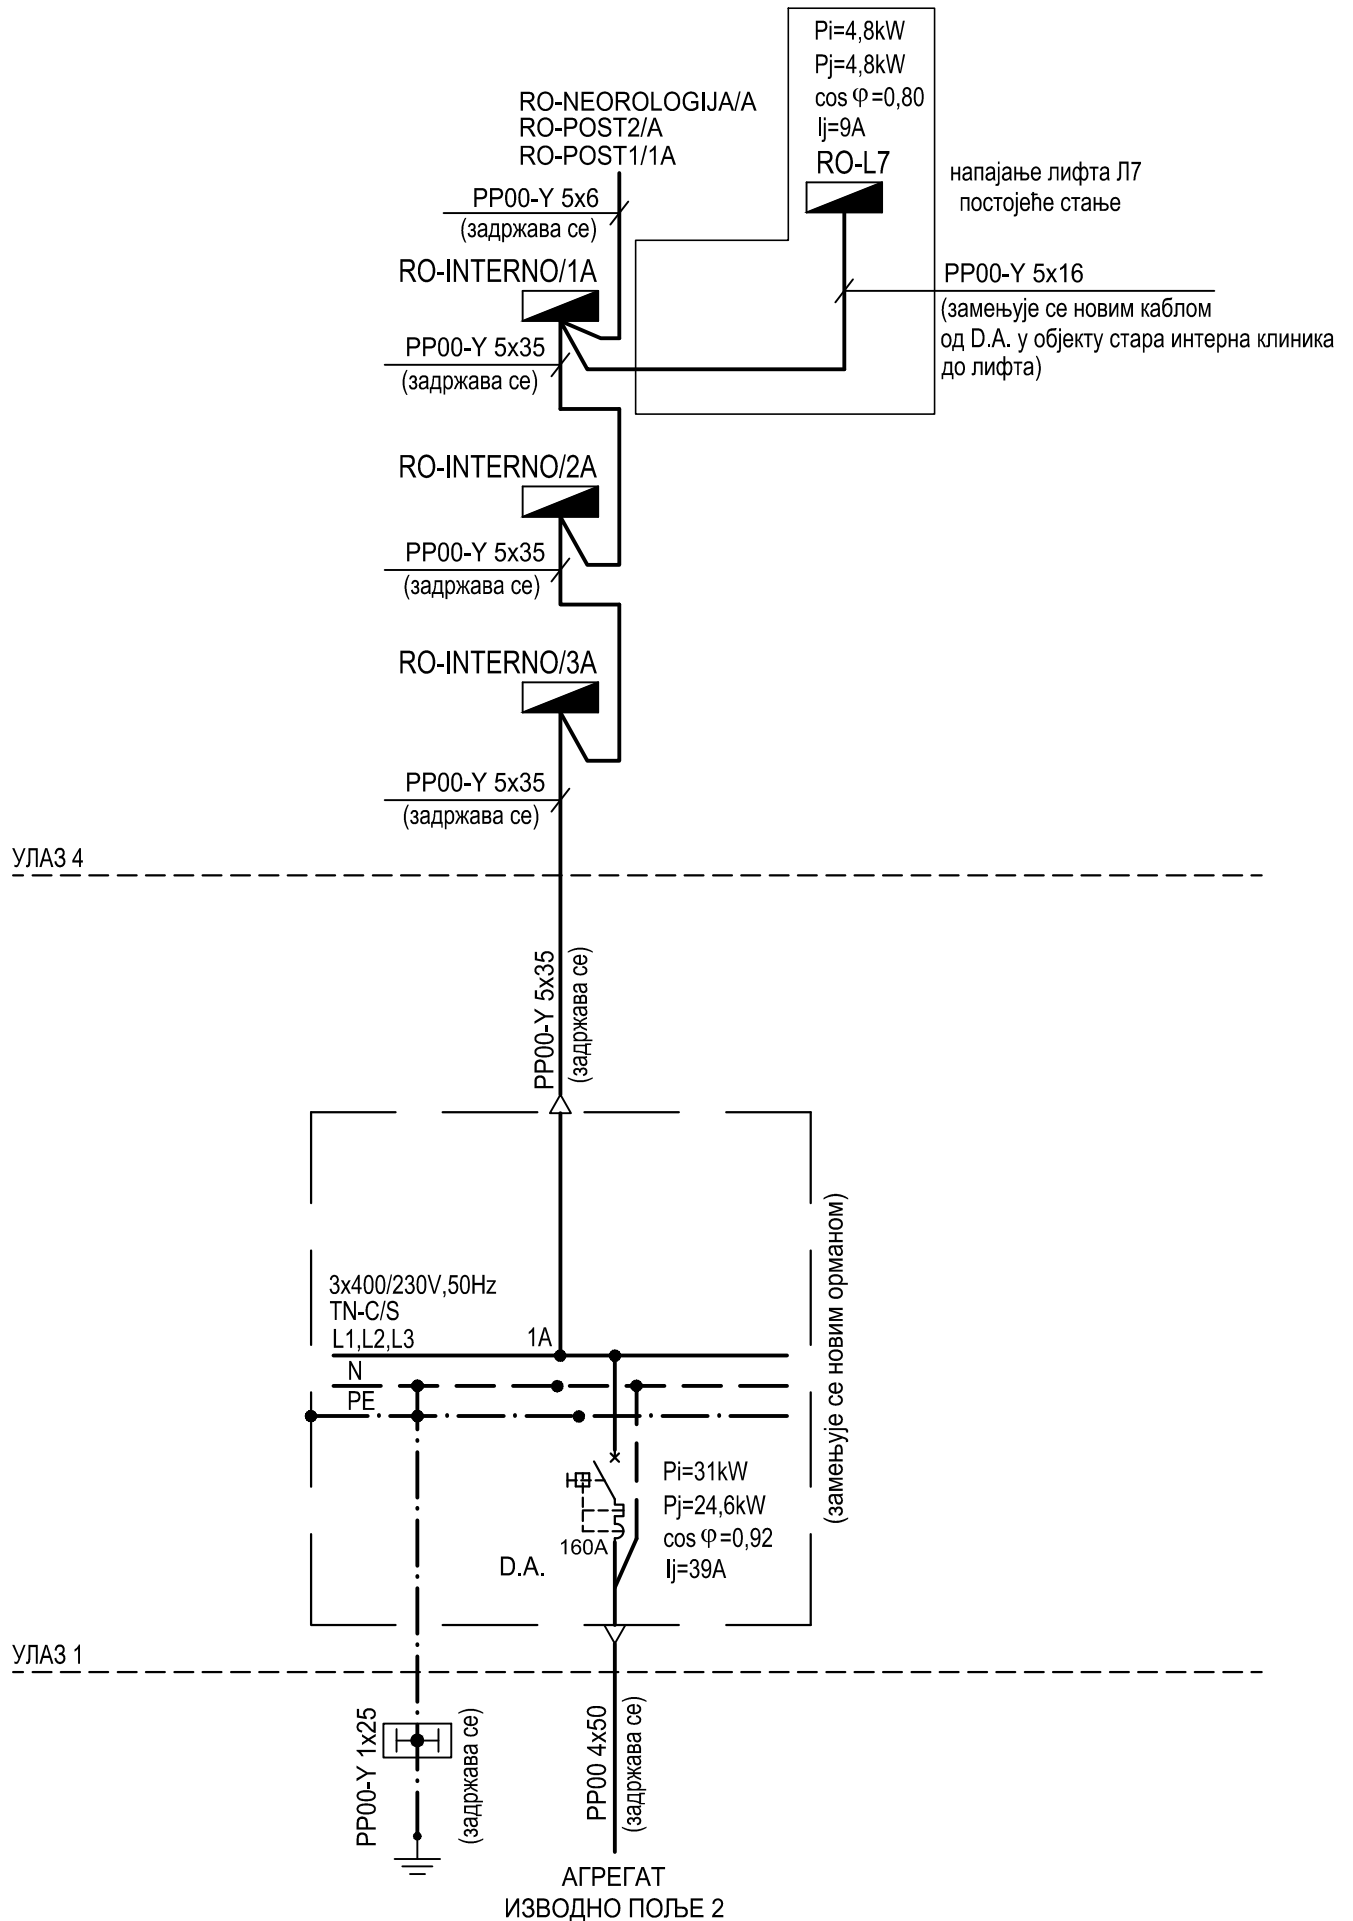 Pi=4,8kW
Pj=4,8kW
cos φ=0,80
Ij=9A
RO-L7
RO-NEOROLOGIJA/A
RO-POST2/A
RO-POST1/1A
напајање лифта Л7
постојеће стање
PP00-Y 5x6
(задржава се)
RO-INTERNO/1A
PP00-Y 5x16
(замењује се новим каблом
од D.A. у објекту стара интерна клиника
до лифта)
PP00-Y 5x35
(задржава се)
RO-INTERNO/2A
PP00-Y 5x35
(задржава се)
RO-INTERNO/3A
PP00-Y 5x35
(задржава се)
УЛАЗ 4
PP00-Y 5x35
(задржава се)
(замењује се новим орманом)
3x400/230V,50Hz
TN-C/S
L1,L2,L3
1A
N
PE
Pi=31kW
Pj=24,6kW
cos φ=0,92
Ij=39A
160A
D.A.
УЛАЗ 1
PP00-Y 1x25
(задржава се)
PP00 4x50
(задржава се)
АГРЕГАТ
ИЗВОДНО ПОЉЕ 2